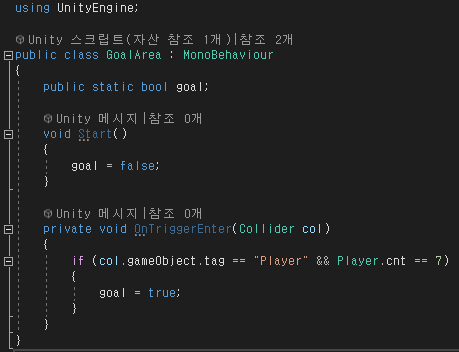 using UnityEngine;
Unity 스크립트(자산 참조 1개)|참조 2개
public class GoalArea : MonoBehaviour
{
public static bool goal;
Unity 메시지|참조 0개
void Start()
{
goal = false;
}
Unity 메시지|참조 0개
private void OnTriggerEnter(Collider col)
{
if (col.gameObject.tag == "Player" && Player.cnt == 7)
{
goal = true;
}
}
}